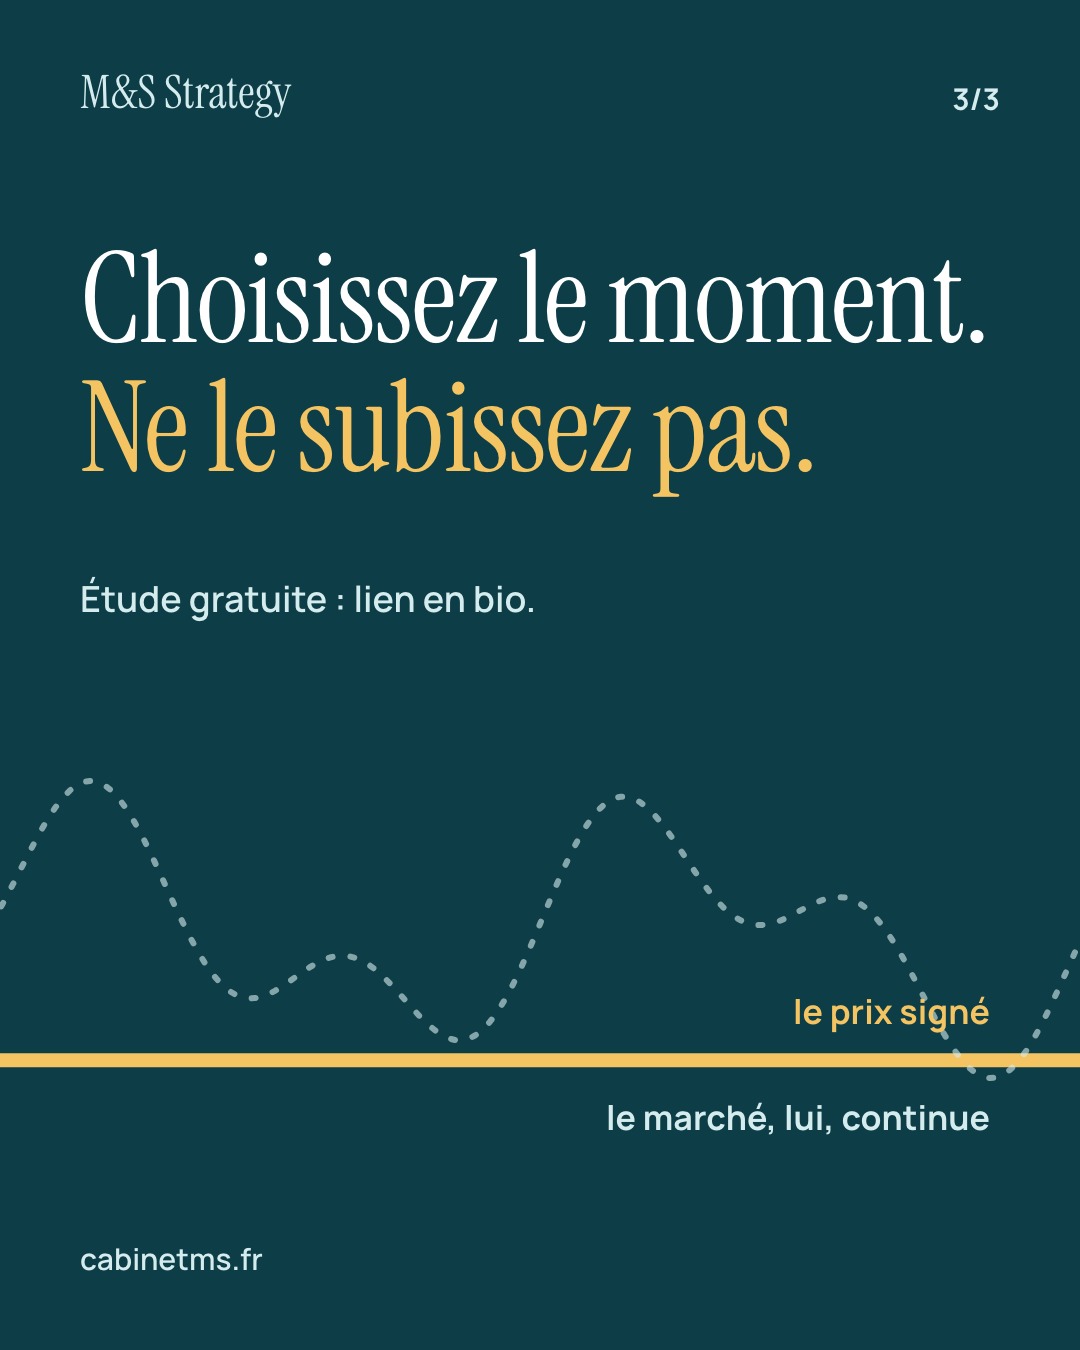 M&S Strategy
3/3
Choisissez le moment.
Ne le subissez pas.
Étude gratuite : lien en bio.
le prix signé
le marché, lui, continue
cabinetms.fr